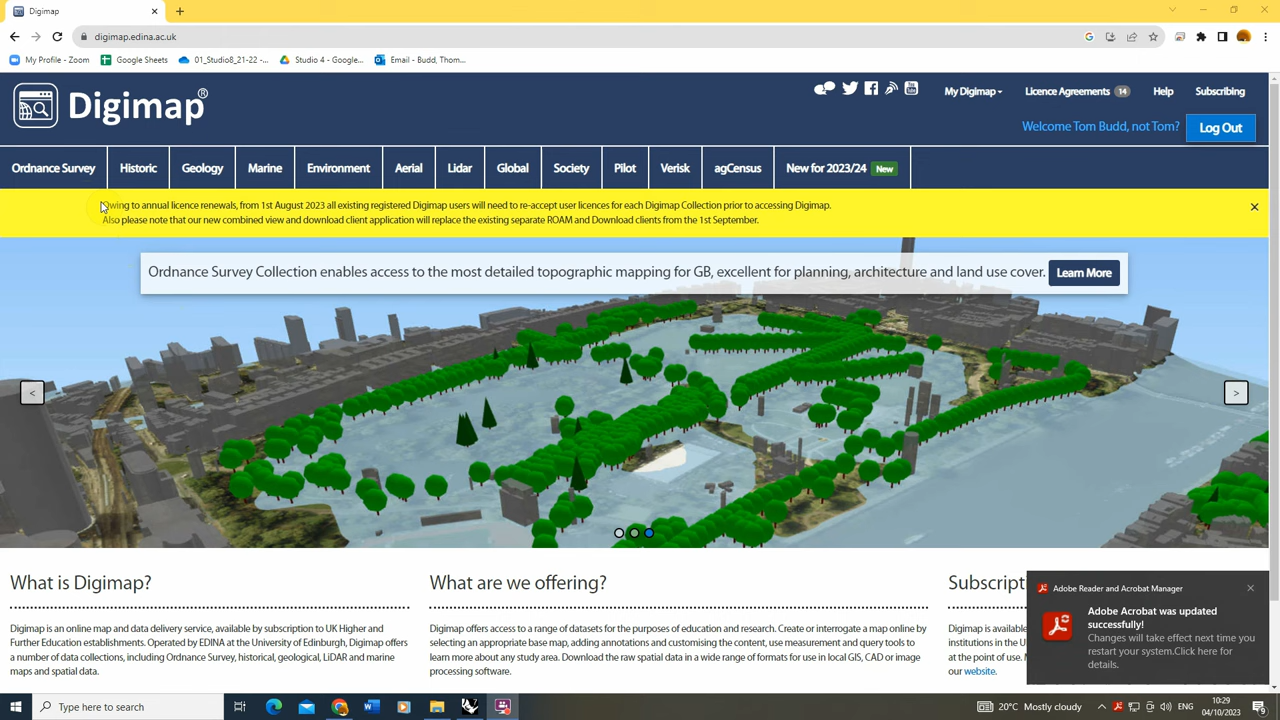 Digimap
digimap.edina.ac.uk
My Profile - Zoom
Google Sheets
01_Studio8_21-22 -...
Studio 4 - Google...
Email - Budd, Thom...
Digimap®
My Digimap
Licence Agreements 14
Help
Subscribing
Welcome Tom Budd, not Tom?
Log Out
Ordnance Survey
Historic
Geology
Marine
Environment
Aerial
Lidar
Global
Society
Pilot
Verisk
agCensus
New for 2023/24 New
Owing to annual licence renewals, from 1st August 2023 all existing registered Digimap users will need to re-accept user licences for each Digimap Collection prior to accessing Digimap.
Also please note that our new combined view and download client application will replace the existing separate ROAM and Download clients from the 1st September.
Ordnance Survey Collection enables access to the most detailed topographic mapping for GB, excellent for planning, architecture and land use cover. Learn More
<
>
What is Digimap?
Digimap is an online map and data delivery service, available by subscription to UK Higher and
Further Education establishments. Operated by EDINA at the University of Edinburgh, Digimap offers
a number of data collections, including Ordnance Survey, historical, geological, LiDAR and marine
maps and spatial data.
What are we offering?
Digimap offers access to a range of datasets for the purposes of education and research. Create or interrogate a map online by
selecting an appropriate base map, adding annotations and customising the content, use measurement and query tools to
learn more about any study area. Download the raw spatial data in a wide range of formats for use in local GIS, CAD or image
processing software.
Subscripti
Digimap is available
institutions in the U
at the point of use. M
our website.
Adobe Reader and Acrobat Manager
Adobe Acrobat was updated
successfully!
Changes will take effect next time you
restart your system.Click here for
details.
Type here to search
20°C Mostly cloudy
ENG
10:29
04/10/2023
9